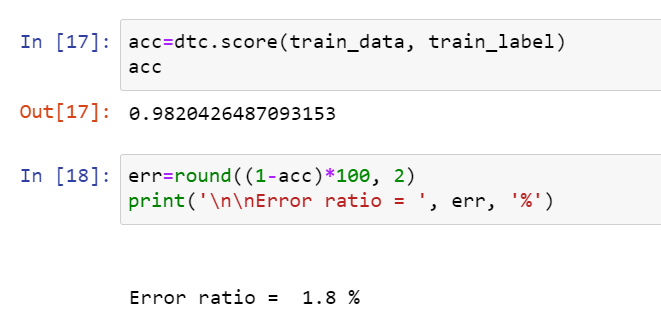 In [17]: acc=dtc.score(train_data, train_label)
acc
Out[17]: 0.9820426487093153
In [18]: err=round((1-acc)*100, 2)
print('\n\nError ratio = ', err, '%')
Error ratio =  1.8 %